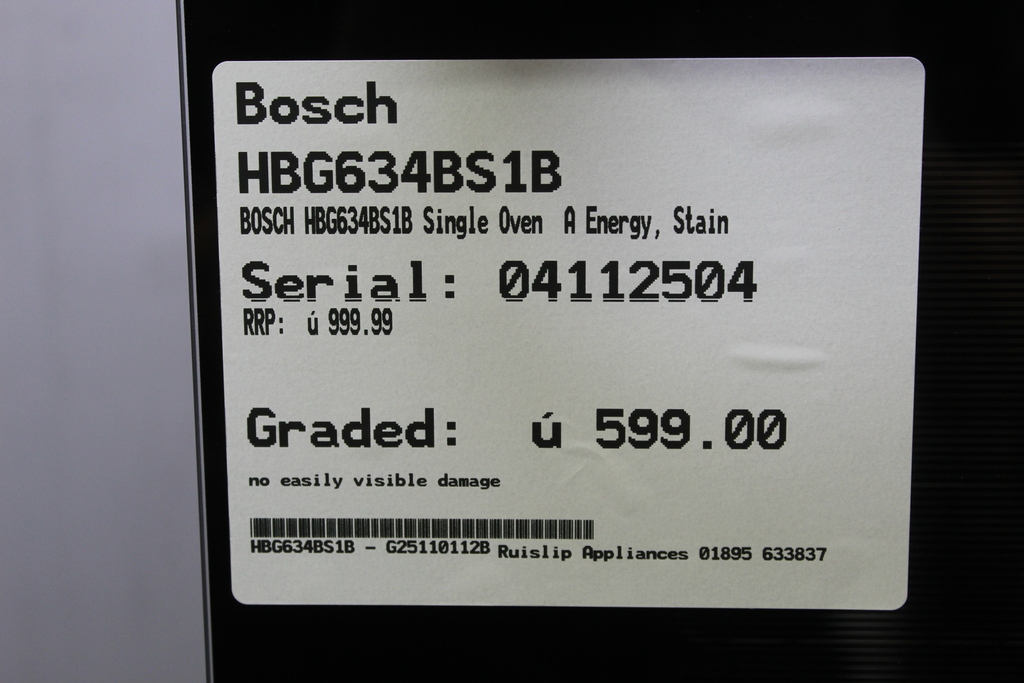 Bosch
HBG634BS1B
BOSCH HBG634BS1B Single Oven A Energy, Stain
Serial: 04112504
RRP: ú 999.99
Graded: ú 599.00
no easily visible damage
HBG634BS1B - G25110112B Ruislip Appliances 01895 633837